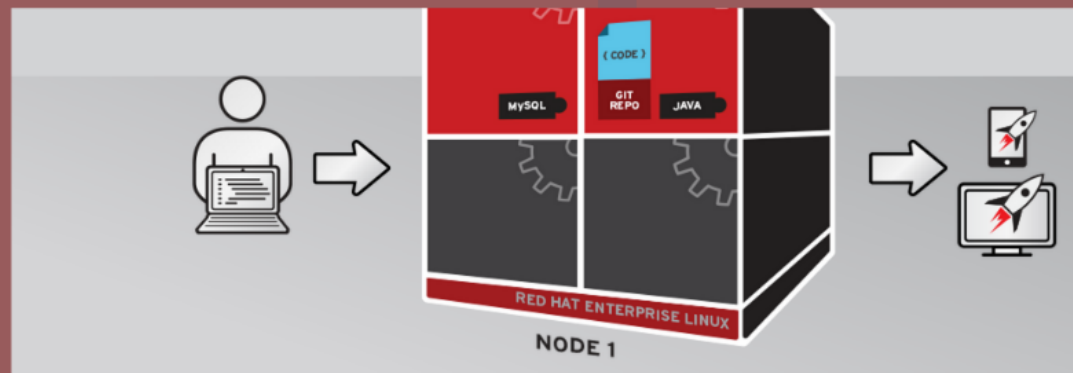 { CODE }
MySQL
GIT
REPO
JAVA
RED HAT ENTERPRISE LINUX
NODE 1